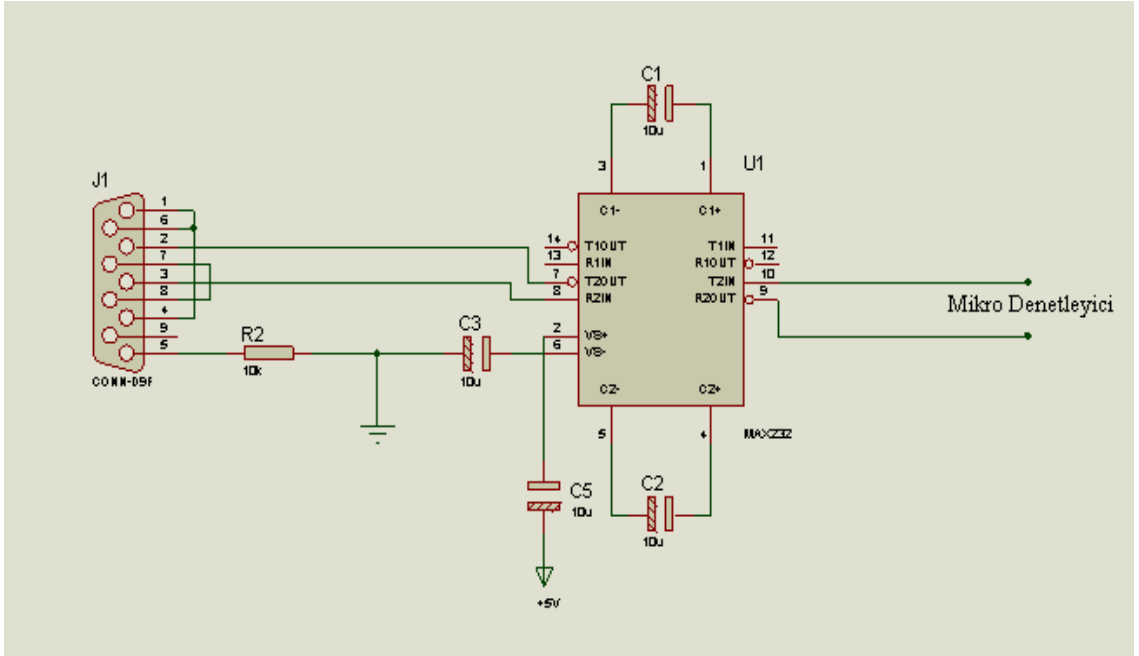 C1
10u
3
1
U1
J1
1
6
2
7
3
8
4
9
5
CONN-D9F
C1-
C1+
14
T1OUT
T1IN
11
13
R1IN
R1OUT
12
7
T2OUT
T2IN
10
8
R2IN
R2OUT
9
Mikro Denetleyici
R2
10k
C3
10u
2
VS+
6
VS-
C2-
C2+
5
4
MAX232
C5
10u
C2
10u
+5V